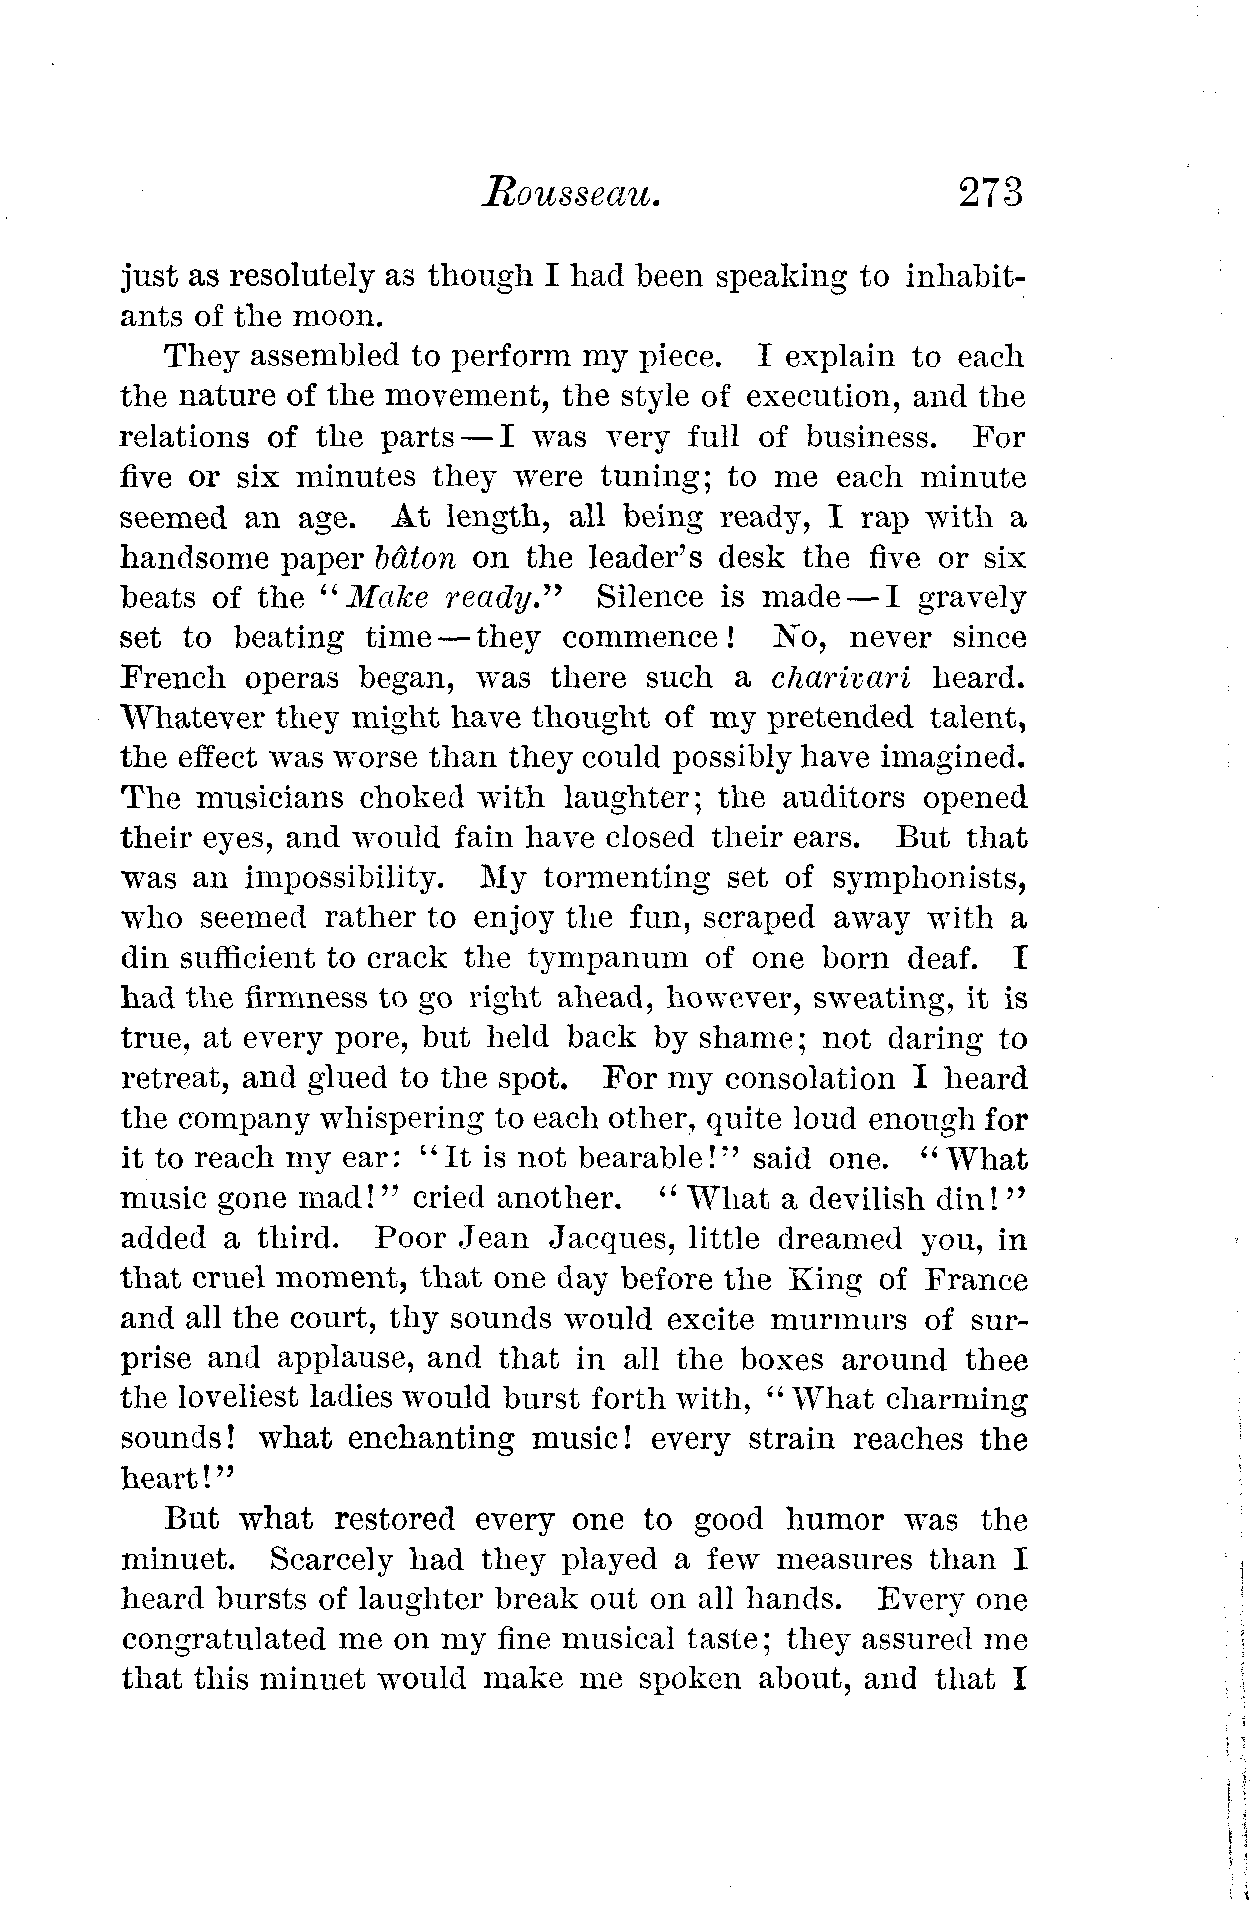 Rousseau. 273
just as resolutely as though I had been speaking to inhabit-
ants of the moon.
They assembled to perform my piece. I explain to each
the nature of the movement, the style of execution, and the
relations of the parts—I was very full of business. For
five or six minutes they were tuning; to me each minute
seemed an age. At length, all being ready, I rap with a
handsome paper bâton on the leader's desk the five or six
beats of the "Make ready." Silence is made—I gravely
set to beating time—they commence! No, never since
French operas began, was there such a charivari heard.
Whatever they might have thought of my pretended talent,
the effect was worse than they could possibly have imagined.
The musicians choked with laughter; the auditors opened
their eyes, and would fain have closed their ears. But that
was an impossibility. My tormenting set of symphonists,
who seemed rather to enjoy the fun, scraped away with a
din sufficient to crack the tympanum of one born deaf. I
had the firmness to go right ahead, however, sweating, it is
true, at every pore, but held back by shame; not daring to
retreat, and glued to the spot. For my consolation I heard
the company whispering to each other, quite loud enough for
it to reach my ear: "It is not bearable!" said one. "What
music gone mad!" cried another. "What a devilish din!"
added a third. Poor Jean Jacques, little dreamed you, in
that cruel moment, that one day before the King of France
and all the court, thy sounds would excite murmurs of sur-
prise and applause, and that in all the boxes around thee
the loveliest ladies would burst forth with, "What charming
sounds! what enchanting music! every strain reaches the
heart!"
But what restored every one to good humor was the
minuet. Scarcely had they played a few measures than I
heard bursts of laughter break out on all hands. Every one
congratulated me on my fine musical taste; they assured me
that this minuet would make me spoken about, and that I